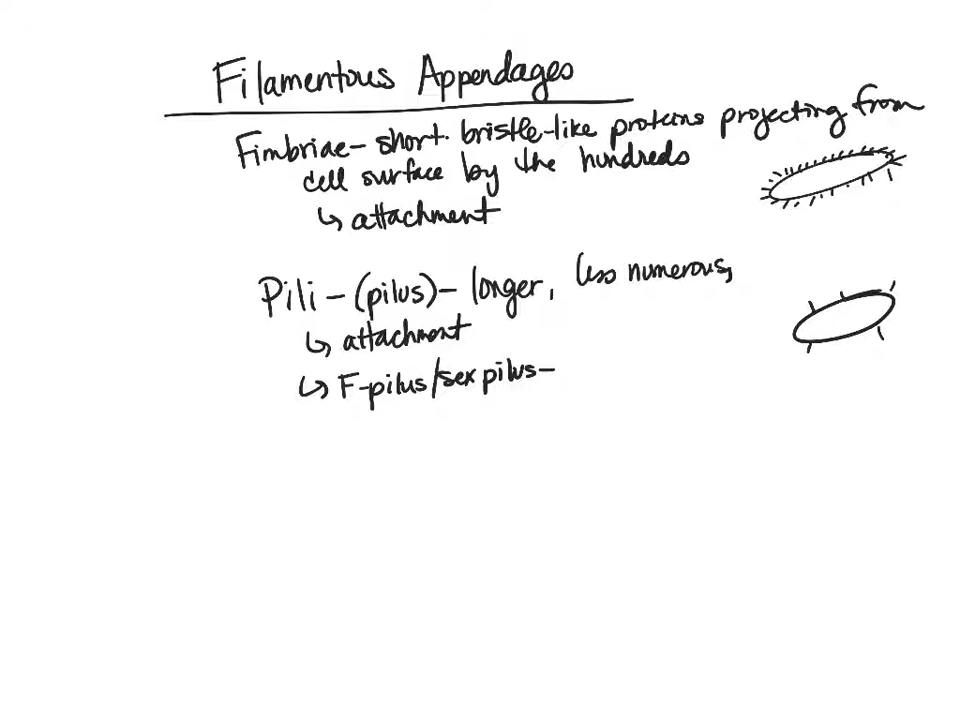 Filamentous Appendages
Fimbriae - short bristle-like proteins projecting from
cell surface by the hundreds
↳ attachment
Pili - (pilus) - longer, less numerous,
↳ attachment
↳ F-pilus/sex pilus -